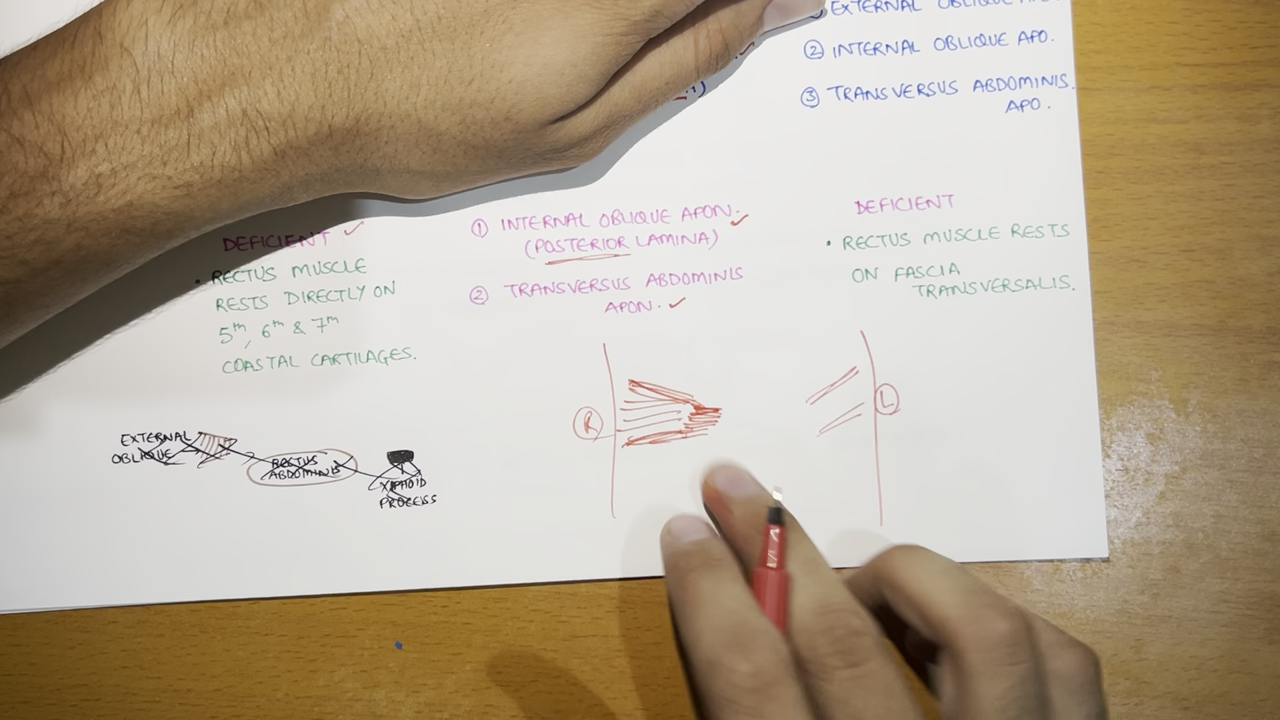 ① EXTERNAL OBLIQUE
② INTERNAL OBLIQUE APO.
③ TRANSVERSUS ABDOMINIS.
APO.
DEFICIENT
• RECTUS MUSCLE
RESTS DIRECTLY ON
5th, 6th & 7th
COASTAL CARTILAGES.
① INTERNAL OBLIQUE APON.
(POSTERIOR LAMINA)
② TRANSVERSUS ABDOMINIS
APON.
DEFICIENT
• RECTUS MUSCLE RESTS
ON FASCIA
TRANSVERSALIS.
EXTERNAL
OBLIQUE
RECTUS
ABDOMINIS
XIPHOID
PROCESS
R
L